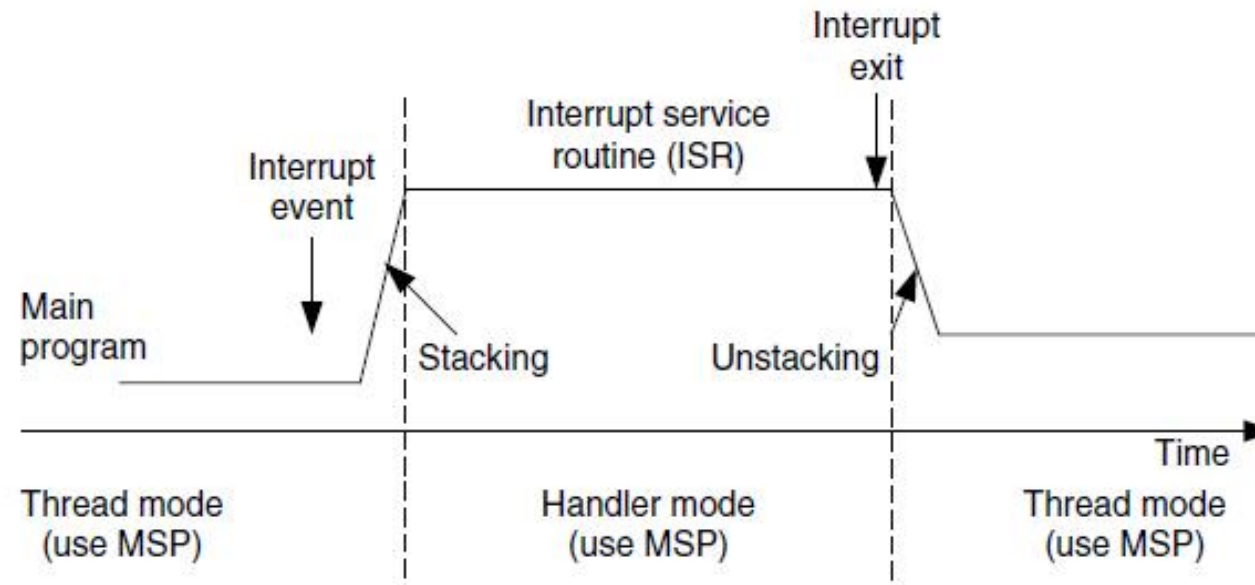 Interrupt
exit
Interrupt service
routine (ISR)
Interrupt
event
Main
program
Stacking
Unstacking
Time
Thread mode
(use MSP)
Handler mode
(use MSP)
Thread mode
(use MSP)